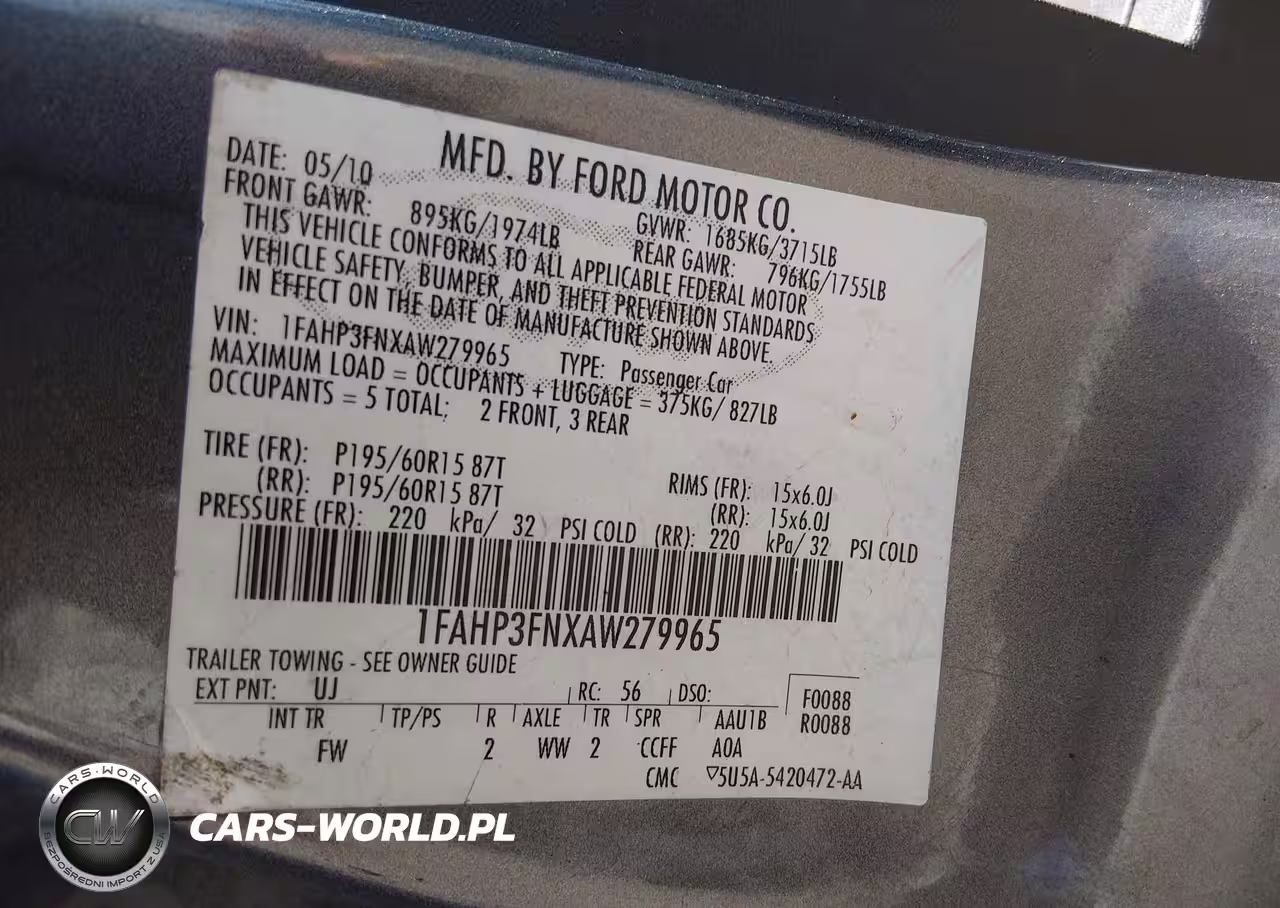 MFD. BY FORD MOTOR CO.
DATE: 05/10
GVWR: 1685KG/3715LB
FRONT GAWR: 895KG/1974LB
REAR GAWR: 796KG/1755LB
THIS VEHICLE CONFORMS TO ALL APPLICABLE FEDERAL MOTOR
VEHICLE SAFETY, BUMPER, AND THEFT PREVENTION STANDARDS
IN EFFECT ON THE DATE OF MANUFACTURE SHOWN ABOVE.
VIN: 1FAHP3FNXAW279965 TYPE: Passenger Car
MAXIMUM LOAD = OCCUPANTS + LUGGAGE = 375KG/ 827LB
OCCUPANTS = 5 TOTAL; 2 FRONT, 3 REAR
TIRE (FR): P195/60R15 87T RIMS (FR): 15x6.0J
(RR): P195/60R15 87T (RR): 15x6.0J
PRESSURE (FR): 220 kPa/ 32 PSI COLD (RR): 220 kPa/ 32 PSI COLD
1FAHP3FNXAW279965
TRAILER TOWING - SEE OWNER GUIDE
EXT PNT: UJ RC: 56 DSO: F0088
INT TR TP/PS R AXLE TR SPR AAU1B R0088
FW 2 WW 2 CCFF A0A
CMC ▽5U5A-5420472-AA
CARS-WORLD
CW
BEZPOŚREDNI IMPORT Z USA
CARS-WORLD.PL